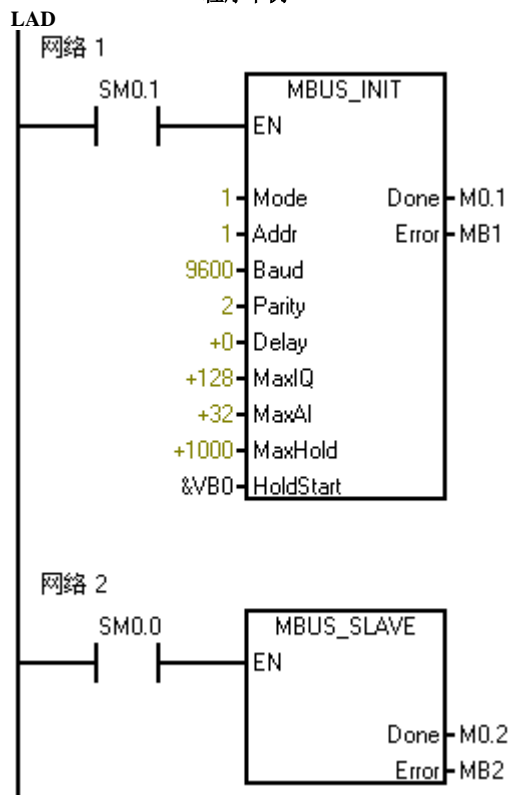 LAD
网络 1
SM0.1
MBUS_INIT
EN
1 Mode Done M0.1
1 Addr Error MB1
9600 Baud
2 Parity
+0 Delay
+128 MaxIQ
+32 MaxAI
+1000 MaxHold
&VB0 HoldStart
网络 2
SM0.0
MBUS_SLAVE
EN
Done M0.2
Error MB2